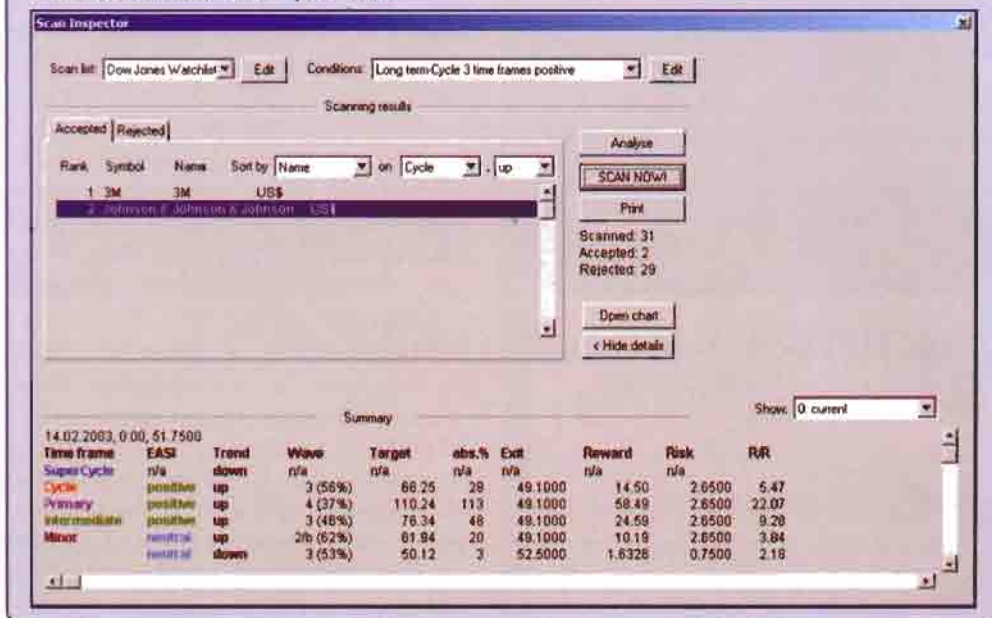 Scan Inspector
Scan list: Dow Jones Watchlist Edit Conditions: Long term-Cycle 3 time frames positive Edit
Scanning results
Accepted Rejected
Analyse
Rank Symbol Name Sort by Name on Cycle , up
SCAN NOW!
1 3M 3M US$
2 Johnson & Johnson & Johnson US$
Print
Scanned: 31
Accepted: 2
Rejected: 29
Open chart
< Hide details
Show: 0: current
Summary
14.02.2003, 0:00, 51.7500
Time frame EASI Trend Wave Target abs.% Exit Reward Risk R/R
SuperCycle n/a down n/a n/a n/a n/a n/a n/a
Cycle positive up 3 (56%) 66.25 28 49.1000 14.50 2.6500 5.47
Primary positive up 4 (37%) 110.24 113 49.1000 58.49 2.6500 22.07
Intermediate positive up 3 (46%) 76.34 48 49.1000 24.59 2.6500 9.28
Minor neutral up 2/b (62%) 61.94 20 49.1000 10.19 2.6500 3.84
neutral down 3 (53%) 50.12 3 52.5000 1.6328 0.7500 2.18